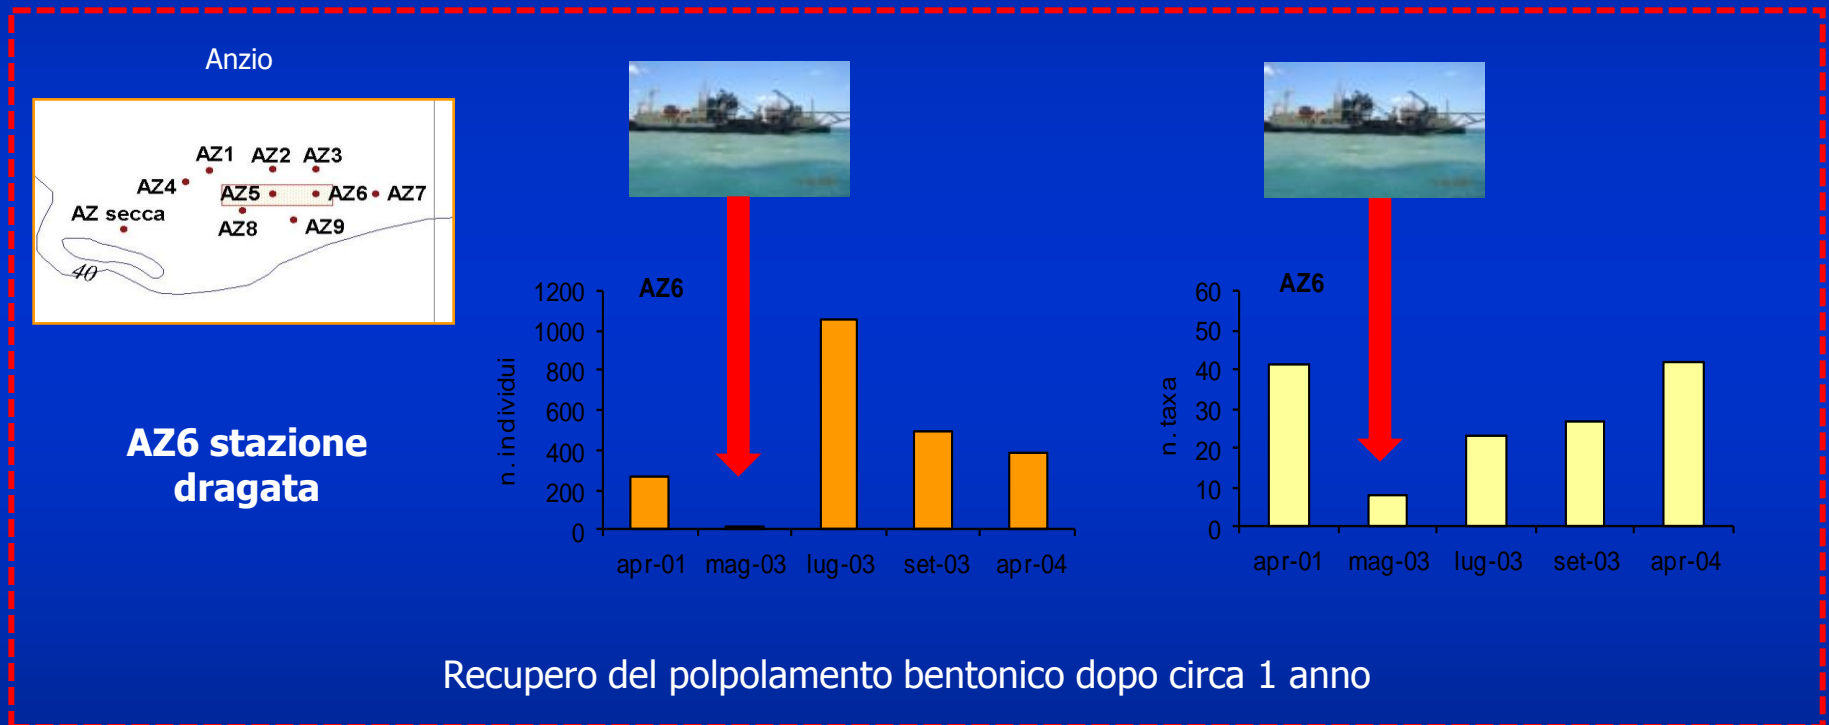 Anzio
AZ1 AZ2 AZ3
AZ4 AZ5 AZ6 AZ7
AZ secca
AZ8 AZ9
40
AZ6 stazione
dragata
AZ6
n. individui
1200
1000
800
600
400
200
0
apr-01 mag-03 lug-03 set-03 apr-04
AZ6
n. taxa
60
50
40
30
20
10
0
apr-01 mag-03 lug-03 set-03 apr-04
Recupero del polpolamento bentonico dopo circa 1 anno